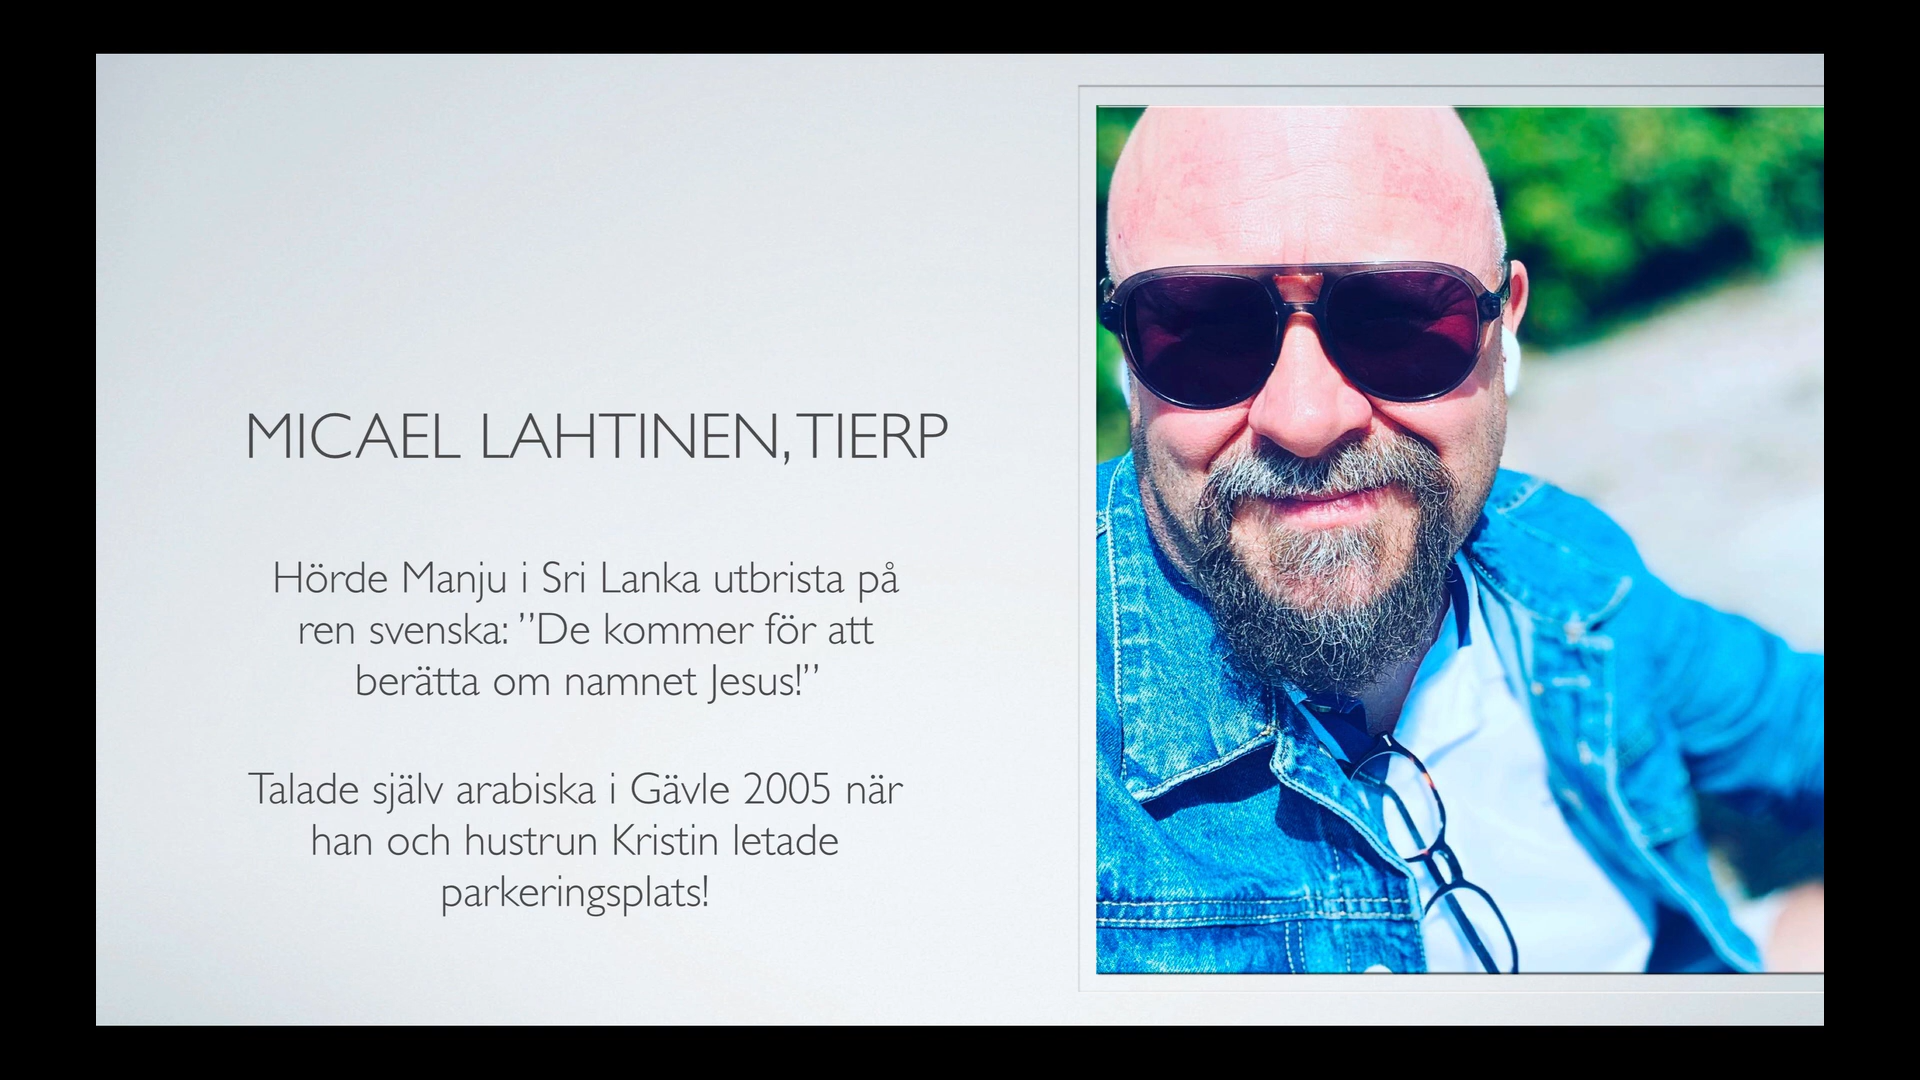 MICAEL LAHTINEN, TIERP
Hörde Manju i Sri Lanka utbrista på
ren svenska: ”De kommer för att
berätta om namnet Jesus!”
Talade själv arabiska i Gävle 2005 när
han och hustrun Kristin letade
parkeringsplats!